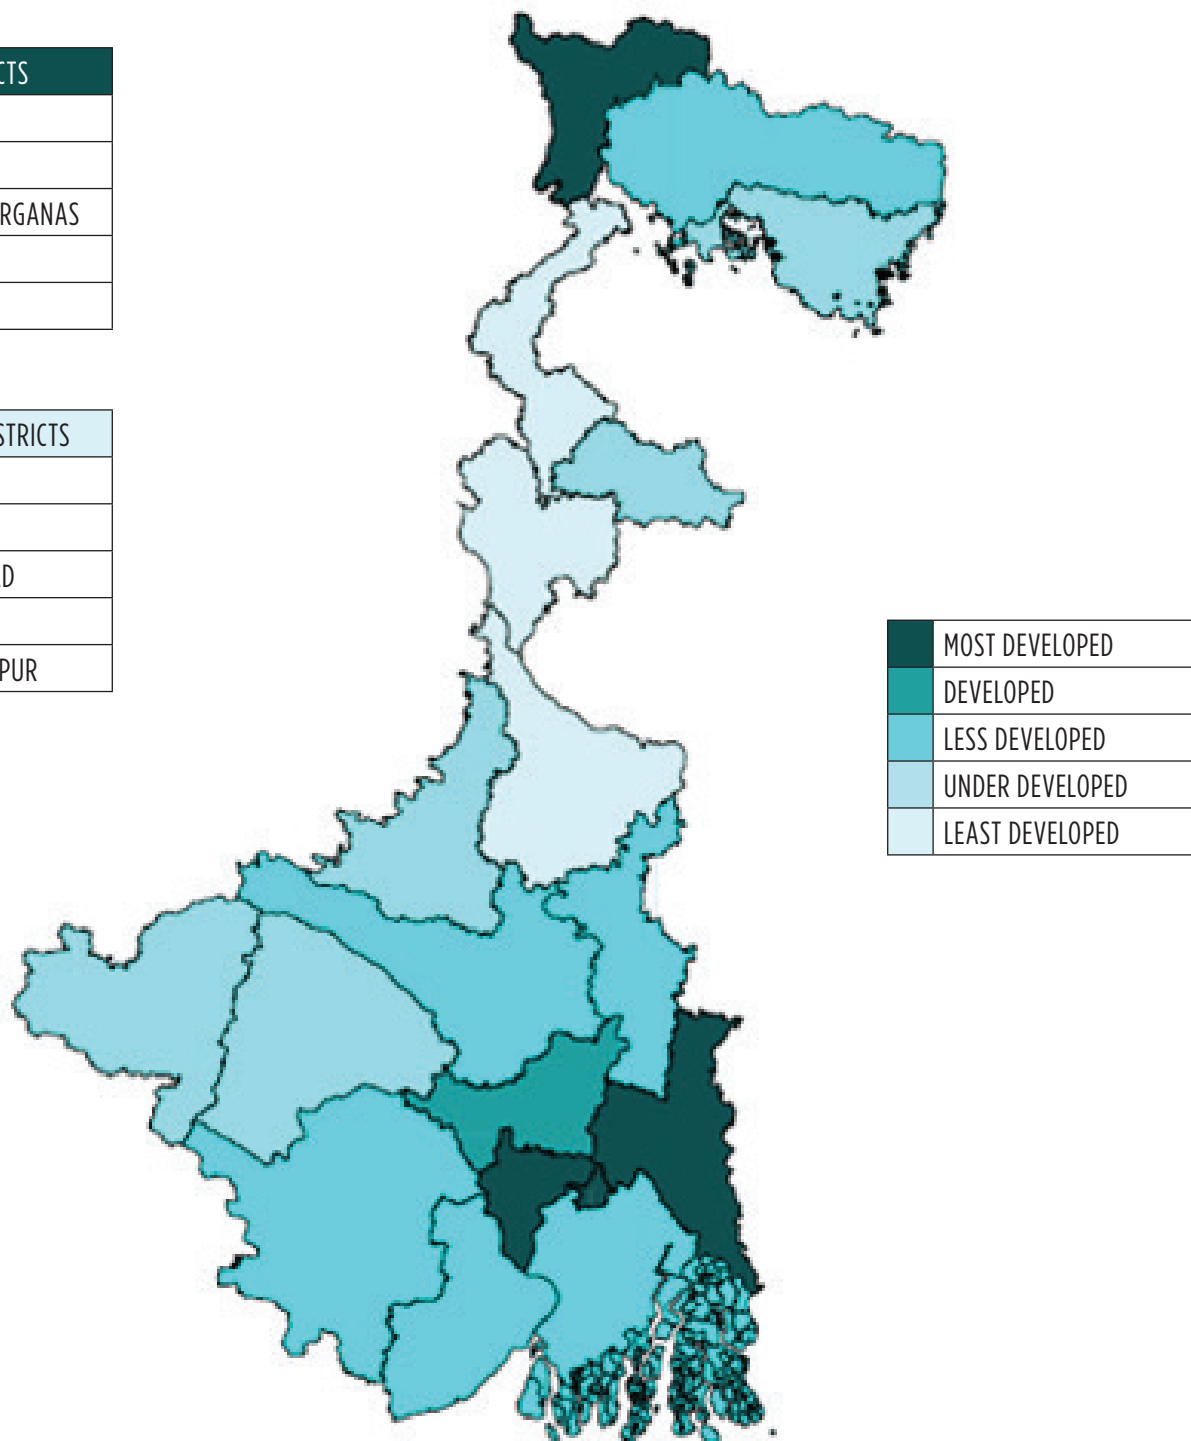 CTS
RGANAS
STRICTS
D
PUR
MOST DEVELOPED
DEVELOPED
LESS DEVELOPED
UNDER DEVELOPED
LEAST DEVELOPED